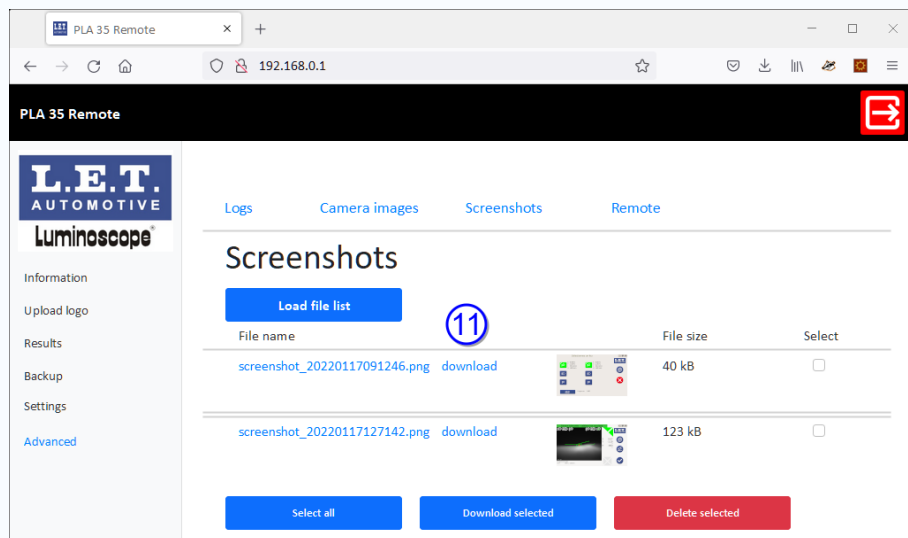 PLA 35 Remote
192.168.0.1
PLA 35 Remote
L.E.T.
AUTOMOTIVE
Luminoscope®
Information
Upload logo
Results
Backup
Settings
Advanced
Logs Camera images Screenshots Remote
Screenshots
Load file list
11
File name File size Select
screenshot_20220117091246.png download 40 kB
screenshot_20220117127142.png download 123 kB
Select all Download selected Delete selected